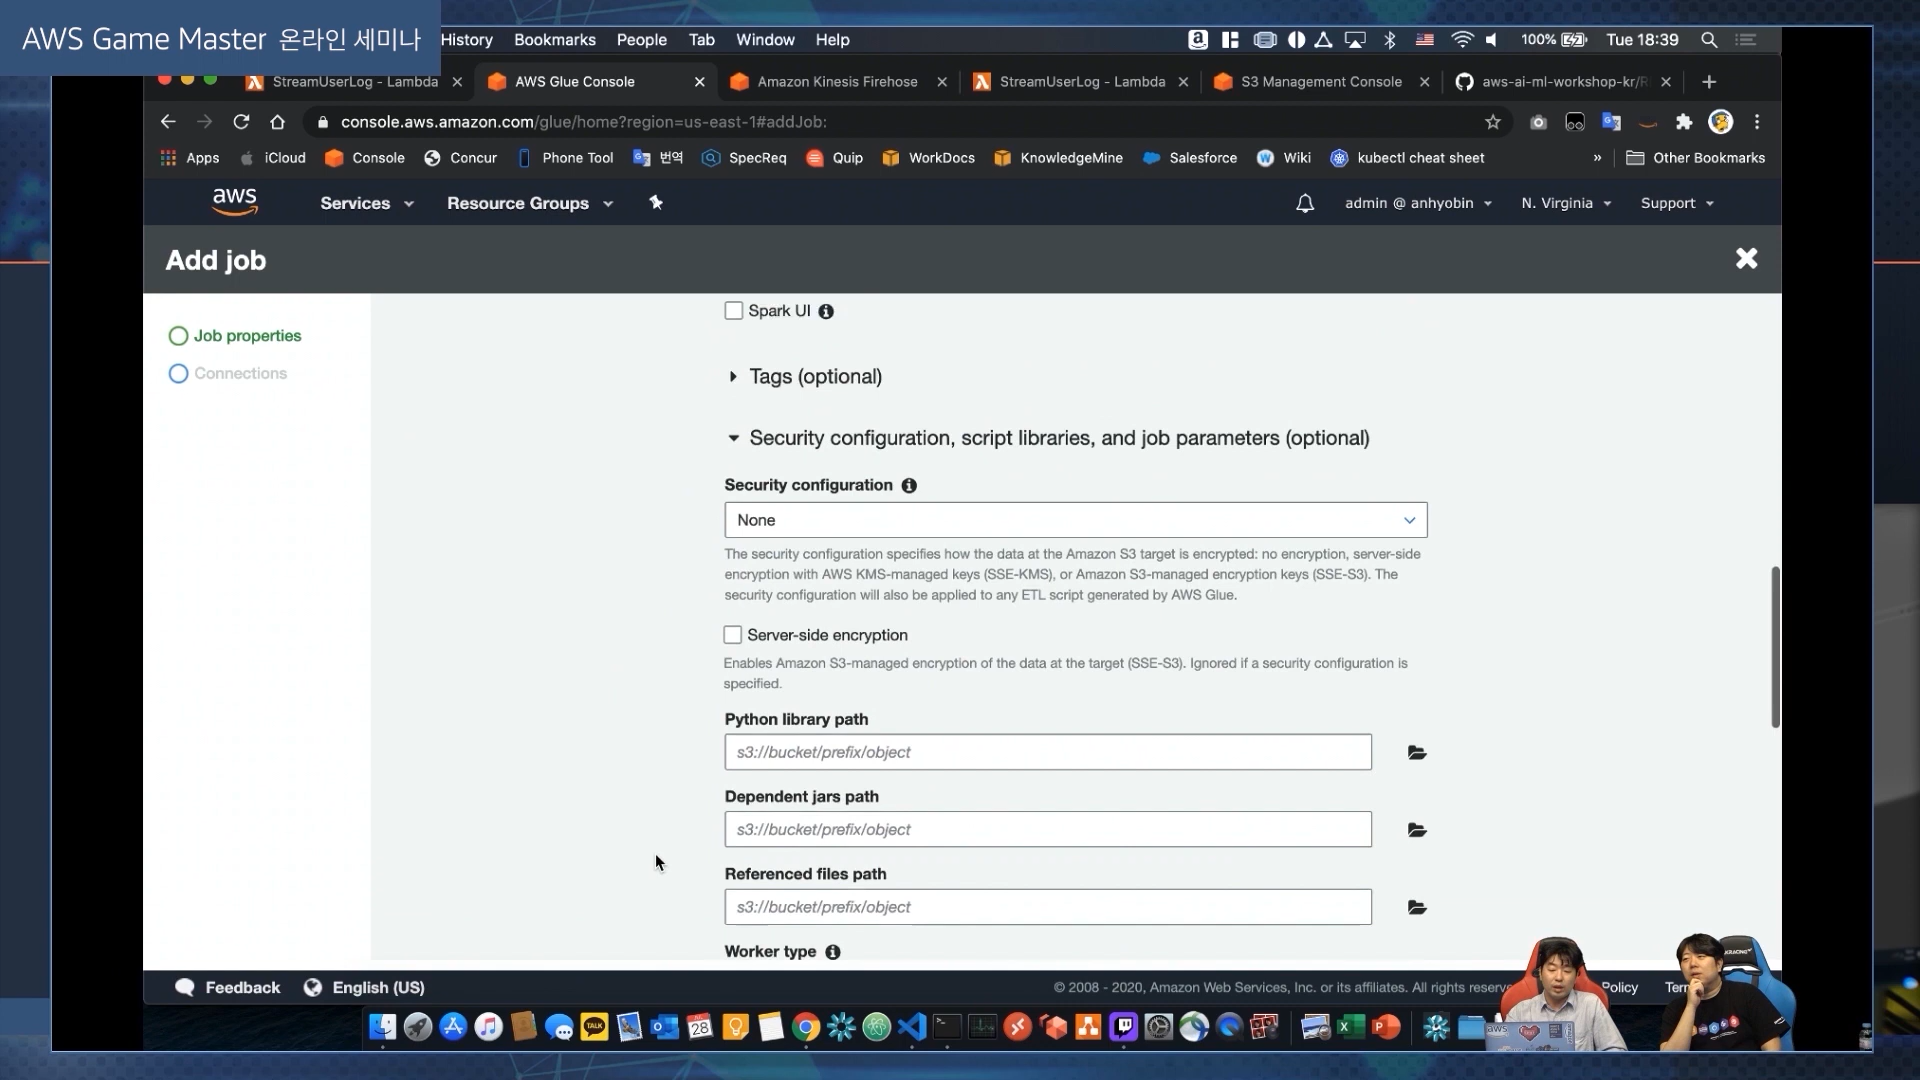 AWS Game Master 온라인 세미나
History Bookmarks People Tab Window Help
100% Tue 18:39
StreamUserLog - Lambda
AWS Glue Console
Amazon Kinesis Firehose
StreamUserLog - Lambda
S3 Management Console
aws-ai-ml-workshop-kr/R
console.aws.amazon.com/glue/home?region=us-east-1#addJob:
Apps iCloud Console Concur Phone Tool 번역 SpecReq Quip WorkDocs KnowledgeMine Salesforce Wiki kubectl cheat sheet » Other Bookmarks
aws Services Resource Groups admin @ anhyobin N. Virginia Support
Add job
Job properties
Connections
Spark UI
Tags (optional)
Security configuration, script libraries, and job parameters (optional)
Security configuration
None
The security configuration specifies how the data at the Amazon S3 target is encrypted: no encryption, server-side
encryption with AWS KMS-managed keys (SSE-KMS), or Amazon S3-managed encryption keys (SSE-S3). The
security configuration will also be applied to any ETL script generated by AWS Glue.
Server-side encryption
Enables Amazon S3-managed encryption of the data at the target (SSE-S3). Ignored if a security configuration is
specified.
Python library path
s3://bucket/prefix/object
Dependent jars path
s3://bucket/prefix/object
Referenced files path
s3://bucket/prefix/object
Worker type
Feedback English (US)
© 2008 - 2020, Amazon Web Services, Inc. or its affiliates. All rights reserve Policy Ter
TALK
28
aws